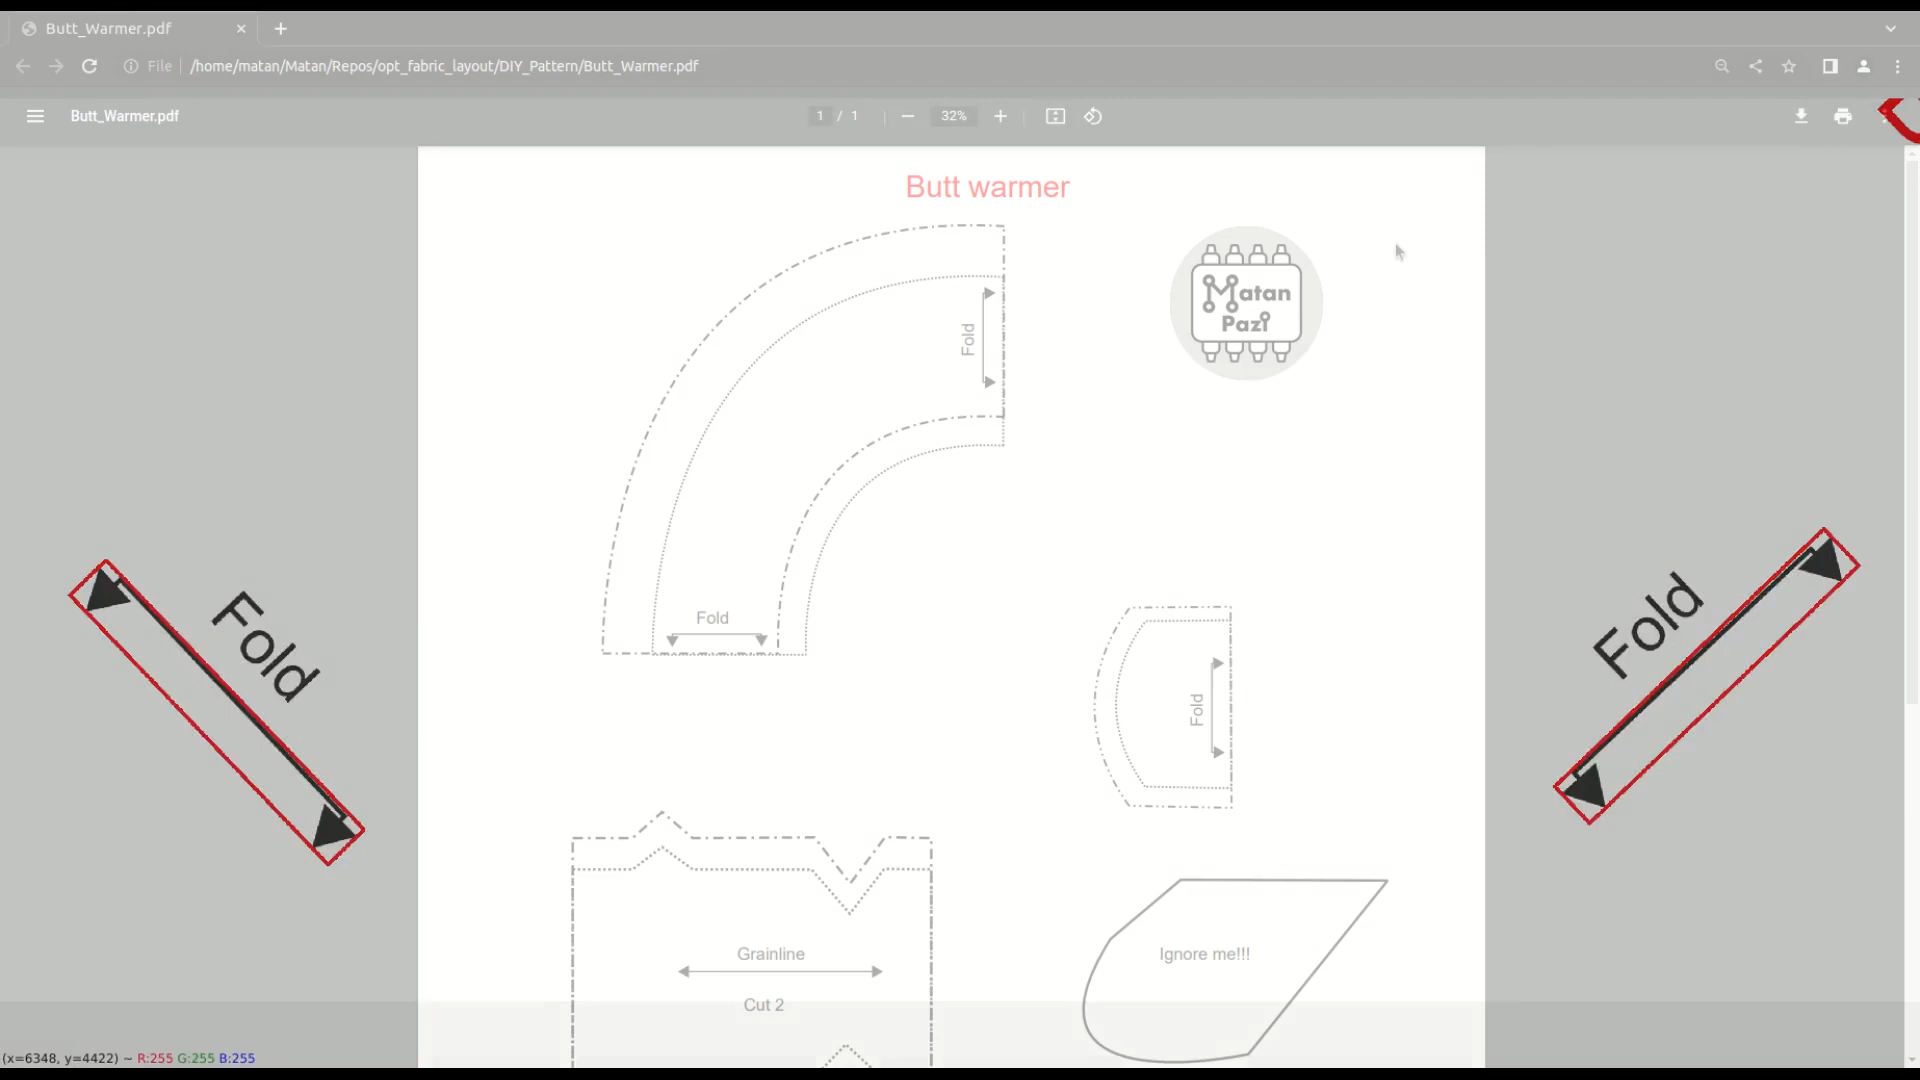 Butt_Warmer.pdf
File
/home/matan/Matan/Repos/opt_fabric_layout/DIY_Pattern/Butt_Warmer.pdf
Butt_Warmer.pdf
1 / 1
32%
Butt warmer
Matan
Pazi
Fold
Fold
Fold
Fold
Fold
Grainline
Cut 2
Ignore me!!!
(x=6348, y=4422) ~ R:255 G:255 B:255